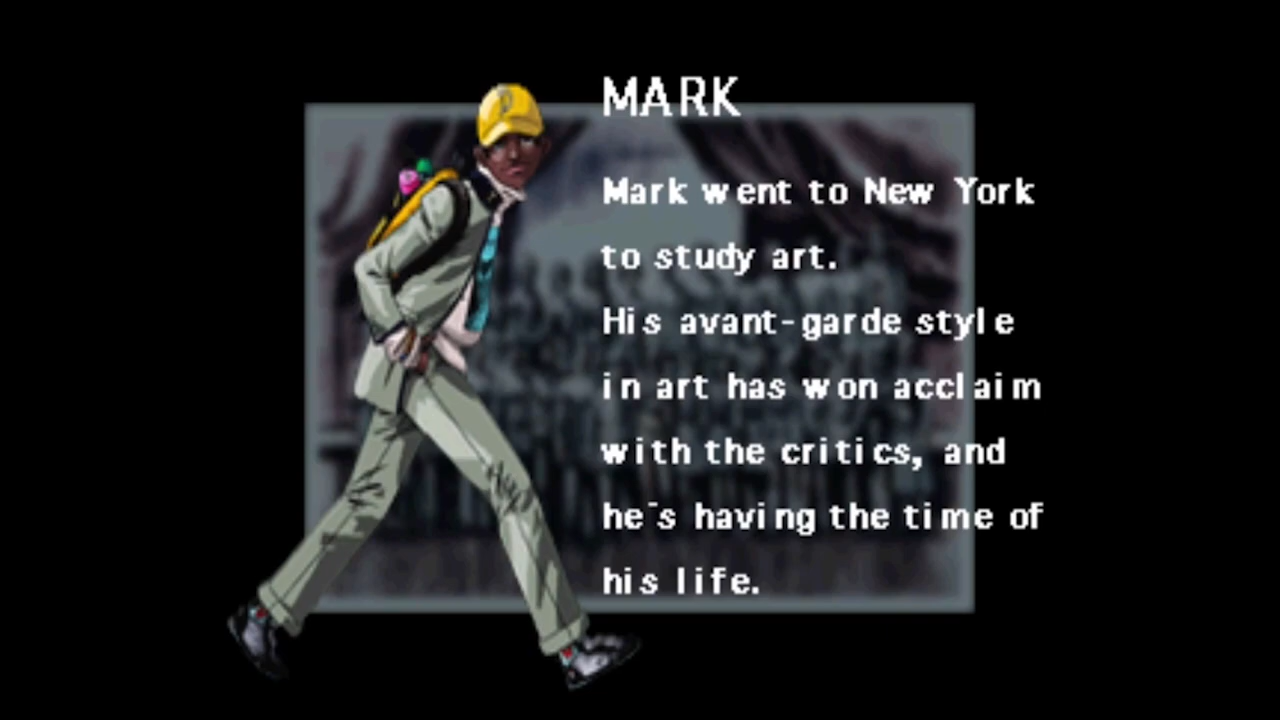 MARK
Mark went to New York
to study art.
His avant-garde style
in art has won acclaim
with the critics, and
he's having the time of
his life.